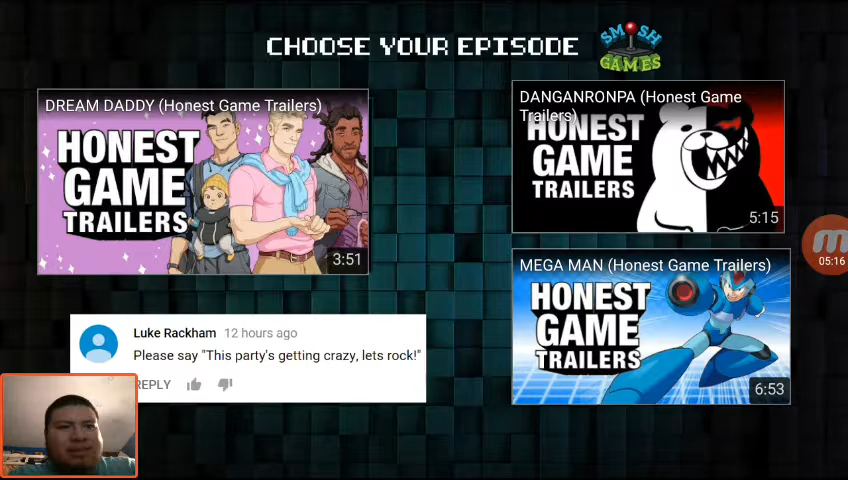 CHOOSE YOUR EPISODE
SMOSH
GAMES
DREAM DADDY (Honest Game Trailers)
HONEST
GAME
TRAILERS
3:51
DANGANRONPA (Honest Game
Trailers)
HONEST
GAME
TRAILERS
5:15
05:16
MEGA MAN (Honest Game Trailers)
HONEST
GAME
TRAILERS
6:53
Luke Rackham 12 hours ago
Please say "This party's getting crazy, lets rock!"
REPLY